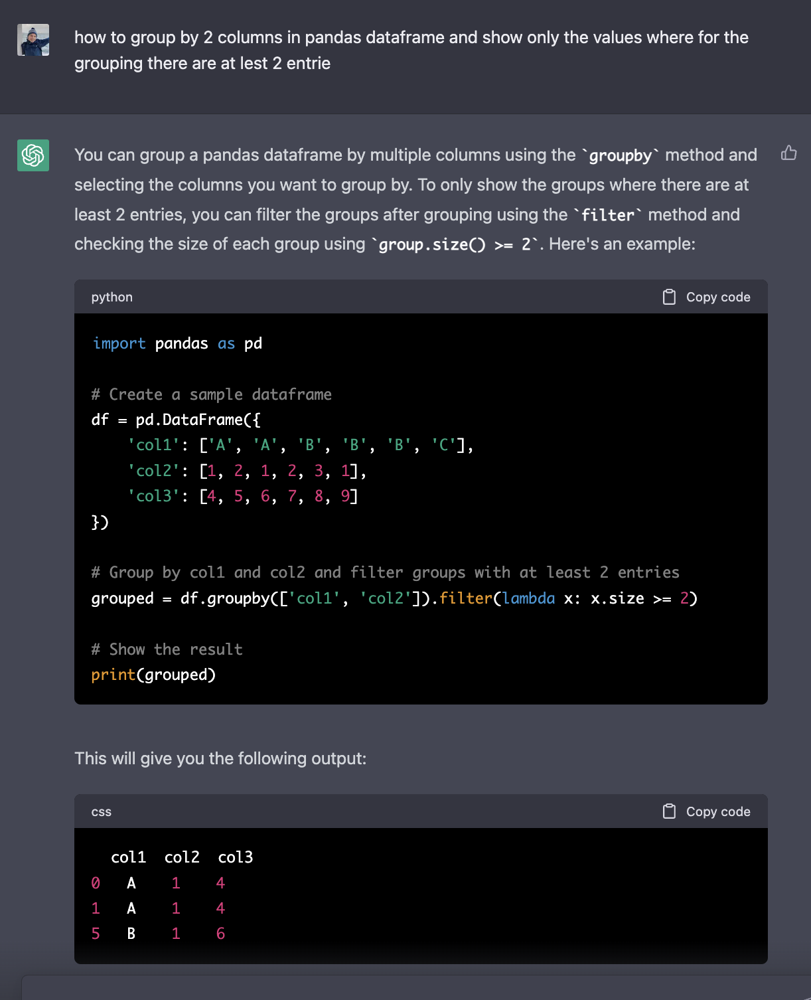 how to group by 2 columns in pandas dataframe and show only the values where for the
grouping there are at lest 2 entrie
You can group a pandas dataframe by multiple columns using the `groupby` method and
selecting the columns you want to group by. To only show the groups where there are at
least 2 entries, you can filter the groups after grouping using the `filter` method and
checking the size of each group using `group.size() >= 2`. Here's an example:
python Copy code
import pandas as pd
# Create a sample dataframe
df = pd.DataFrame({
    'col1': ['A', 'A', 'B', 'B', 'B', 'C'],
    'col2': [1, 2, 1, 2, 3, 1],
    'col3': [4, 5, 6, 7, 8, 9]
})
# Group by col1 and col2 and filter groups with at least 2 entries
grouped = df.groupby(['col1', 'col2']).filter(lambda x: x.size >= 2)
# Show the result
print(grouped)
This will give you the following output:
css Copy code
  col1  col2  col3
0   A    1    4
1   A    1    4
5   B    1    6